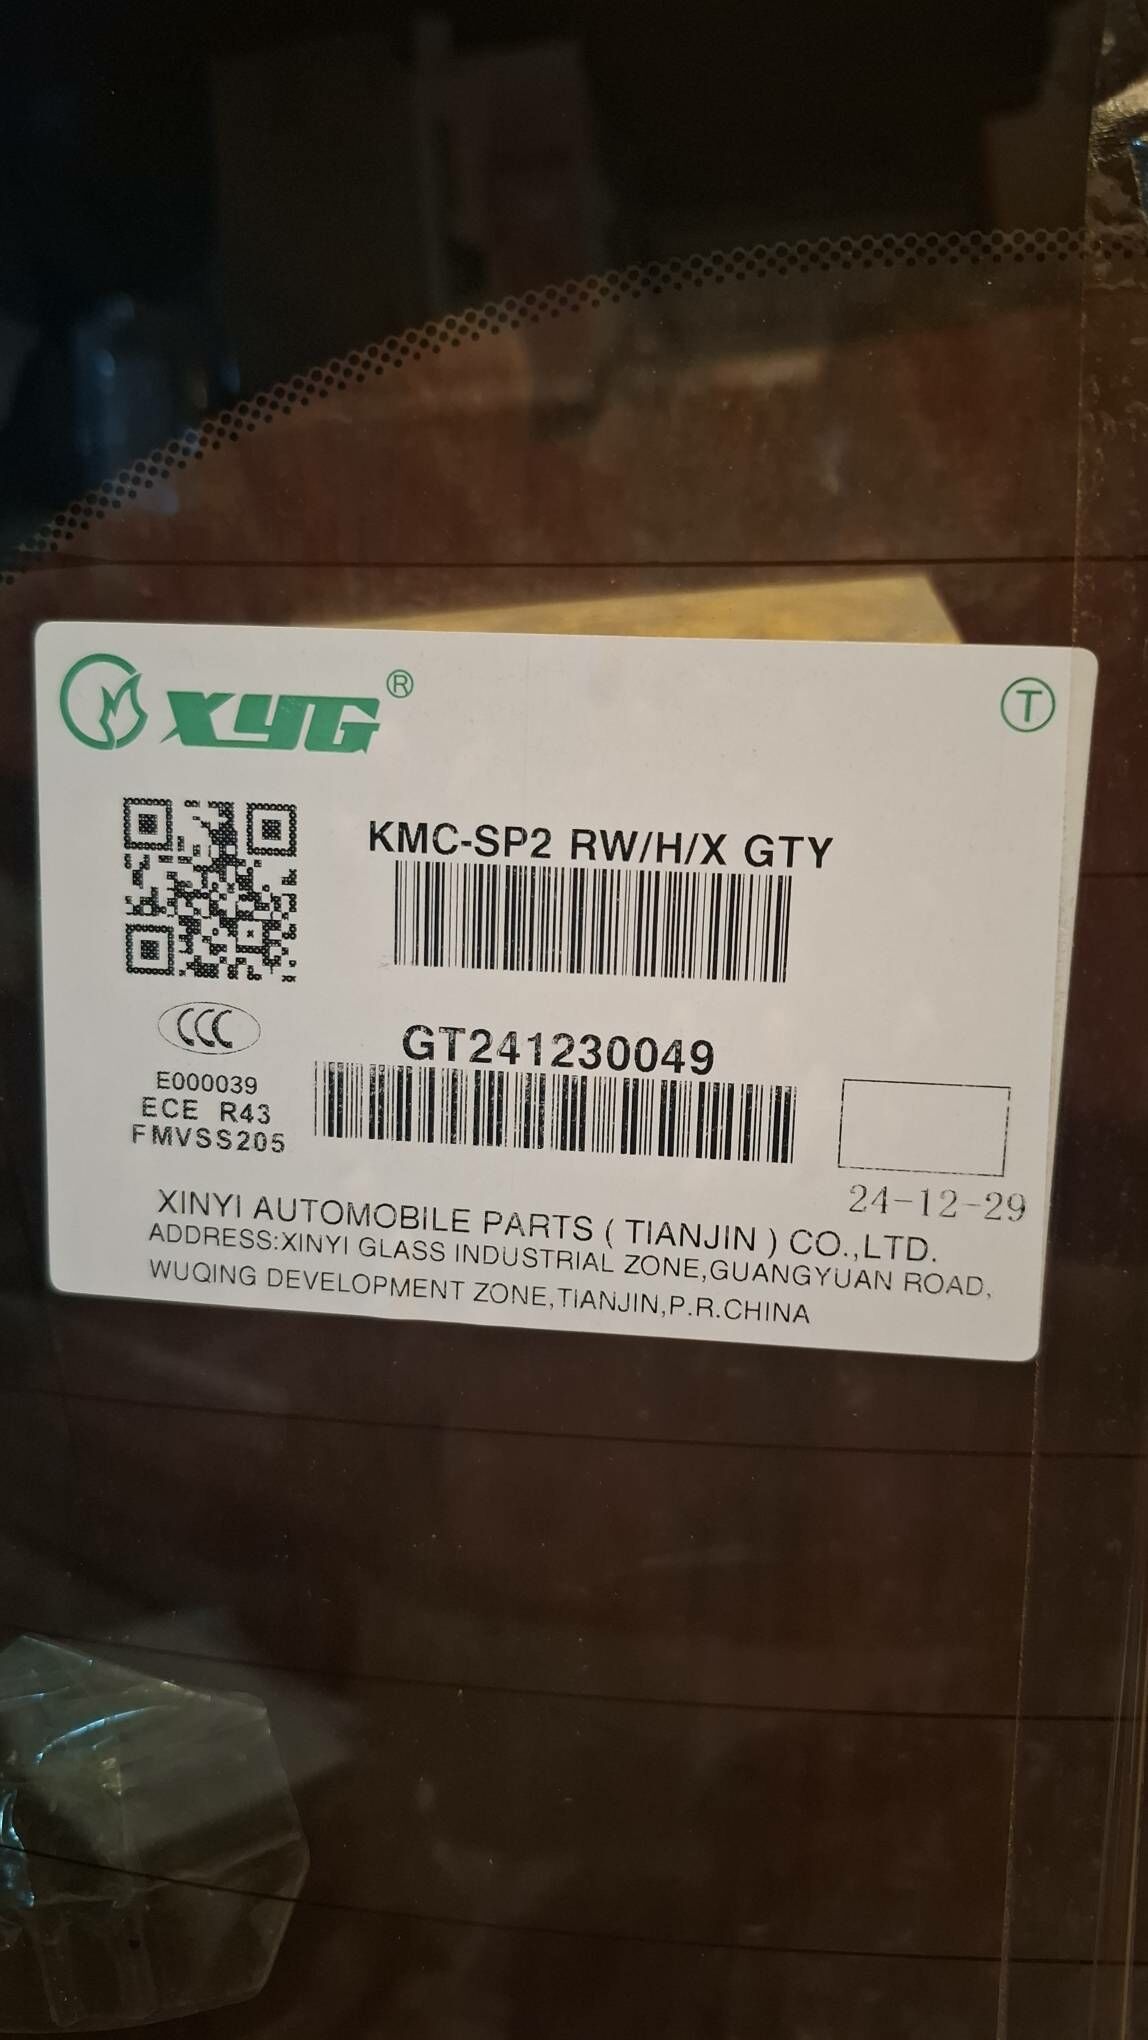 XYG®
T
KMC-SP2 RW/H/X GTY
GT241230049
CCC
E000039
ECE R43
FMVSS205
24-12-29
XINYI AUTOMOBILE PARTS ( TIANJIN ) CO.,LTD.
ADDRESS:XINYI GLASS INDUSTRIAL ZONE,GUANGYUAN ROAD,
WUQING DEVELOPMENT ZONE,TIANJIN,P.R.CHINA